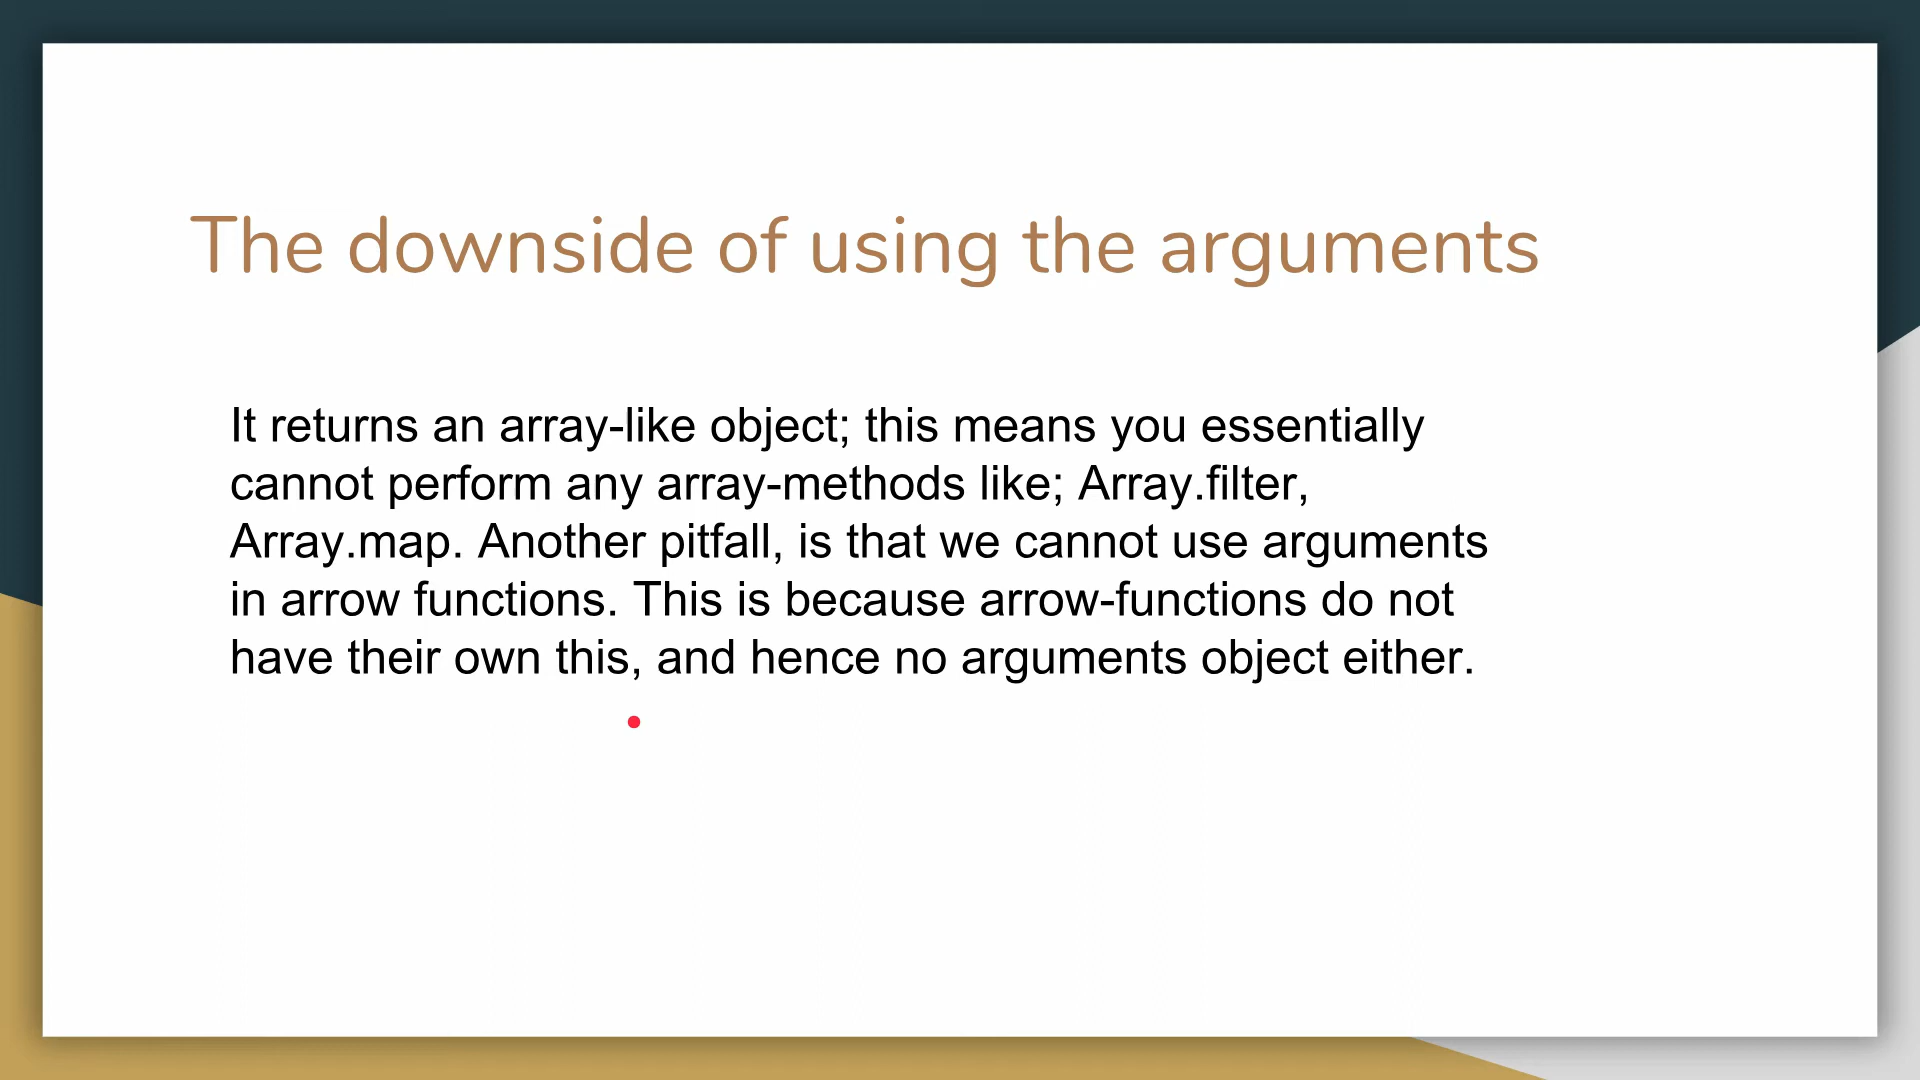 The downside of using the arguments
It returns an array-like object; this means you essentially
cannot perform any array-methods like; Array.filter,
Array.map. Another pitfall, is that we cannot use arguments
in arrow functions. This is because arrow-functions do not
have their own this, and hence no arguments object either.